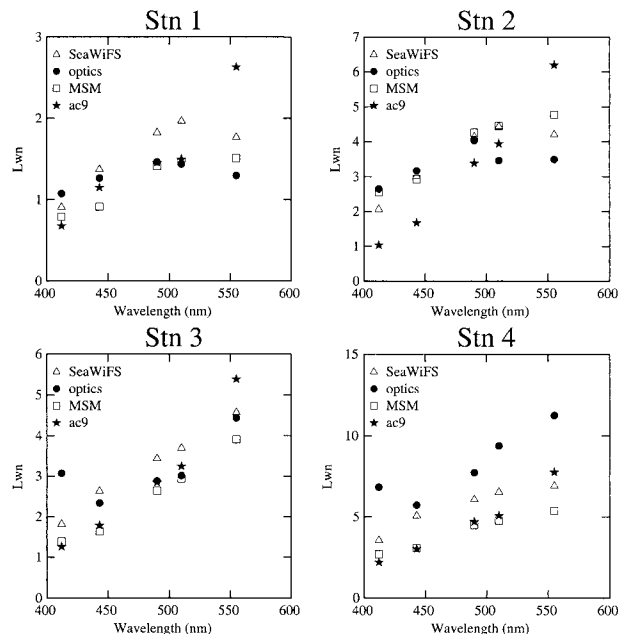 Stn 1
3
2
1
0
Lwn
SeaWiFS
optics
MSM
ac9
400 450 500 550 600
Wavelength (nm)
Stn 2
7
6
5
4
3
2
1
0
Lwn
SeaWiFS
optics
MSM
ac9
400 450 500 550 600
Wavelength (nm)
Stn 3
6
5
4
3
2
1
0
Lwn
SeaWiFS
optics
MSM
ac9
400 450 500 550 600
Wavelength (nm)
Stn 4
15
10
5
0
Lwn
SeaWiFS
optics
MSM
ac9
400 450 500 550 600
Wavelength (nm)